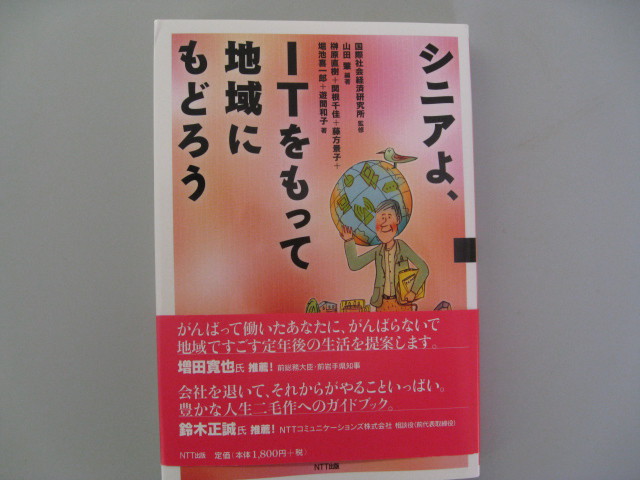 シニアよ、
ITをもって
地域に
もどろう
国際社会経済研究所 監修
山田 肇 編著
榊原直樹+関根千佳+藤方景子+
堀池喜一郎+遊間和子 著
がんばって働いたあなたに、がんばらないで
地域ですごす定年後の生活を提案します。
増田寛也氏 推薦! 前総務大臣・前岩手県知事
会社を退いて、それからがやることいっぱい。
豊かな人生二毛作へのガイドブック。
鈴木正誠氏 推薦! NTTコミュニケーションズ株式会社 相談役(前代表取締役)
NTT出版 定価(本体1,800円+税)
NTT出版